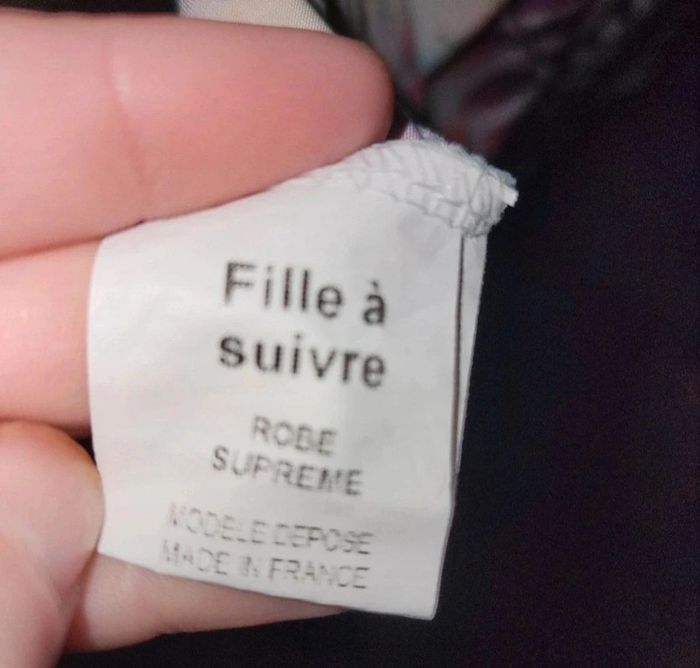 Fille à
suivre
ROBE
SUPREME
MODELE DEPOSE
MADE IN FRANCE